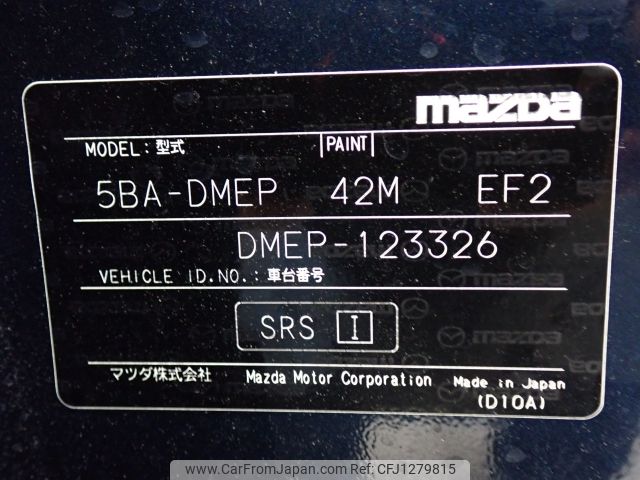 mazda
MODEL: 型式 PAINT
5BA-DMEP 42M EF2
DMEP-123326
VEHICLE ID.NO.: 車台番号
SRS I
マツダ株式会社 Mazda Motor Corporation Made in Japan
(D10A)
www.CarFromJapan.com | CFJ1279815